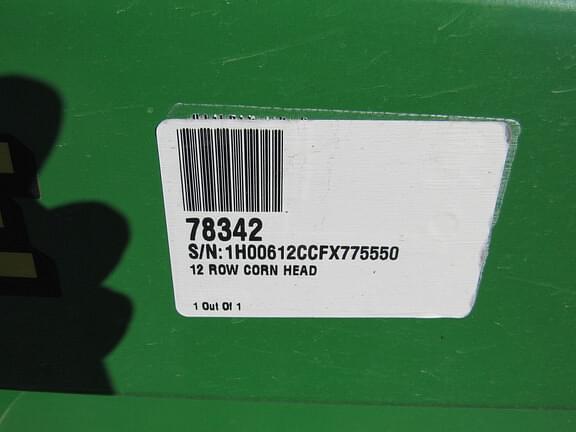 78342
S/N: 1H00612CCFX775550
12 ROW CORN HEAD
1 Out Of 1